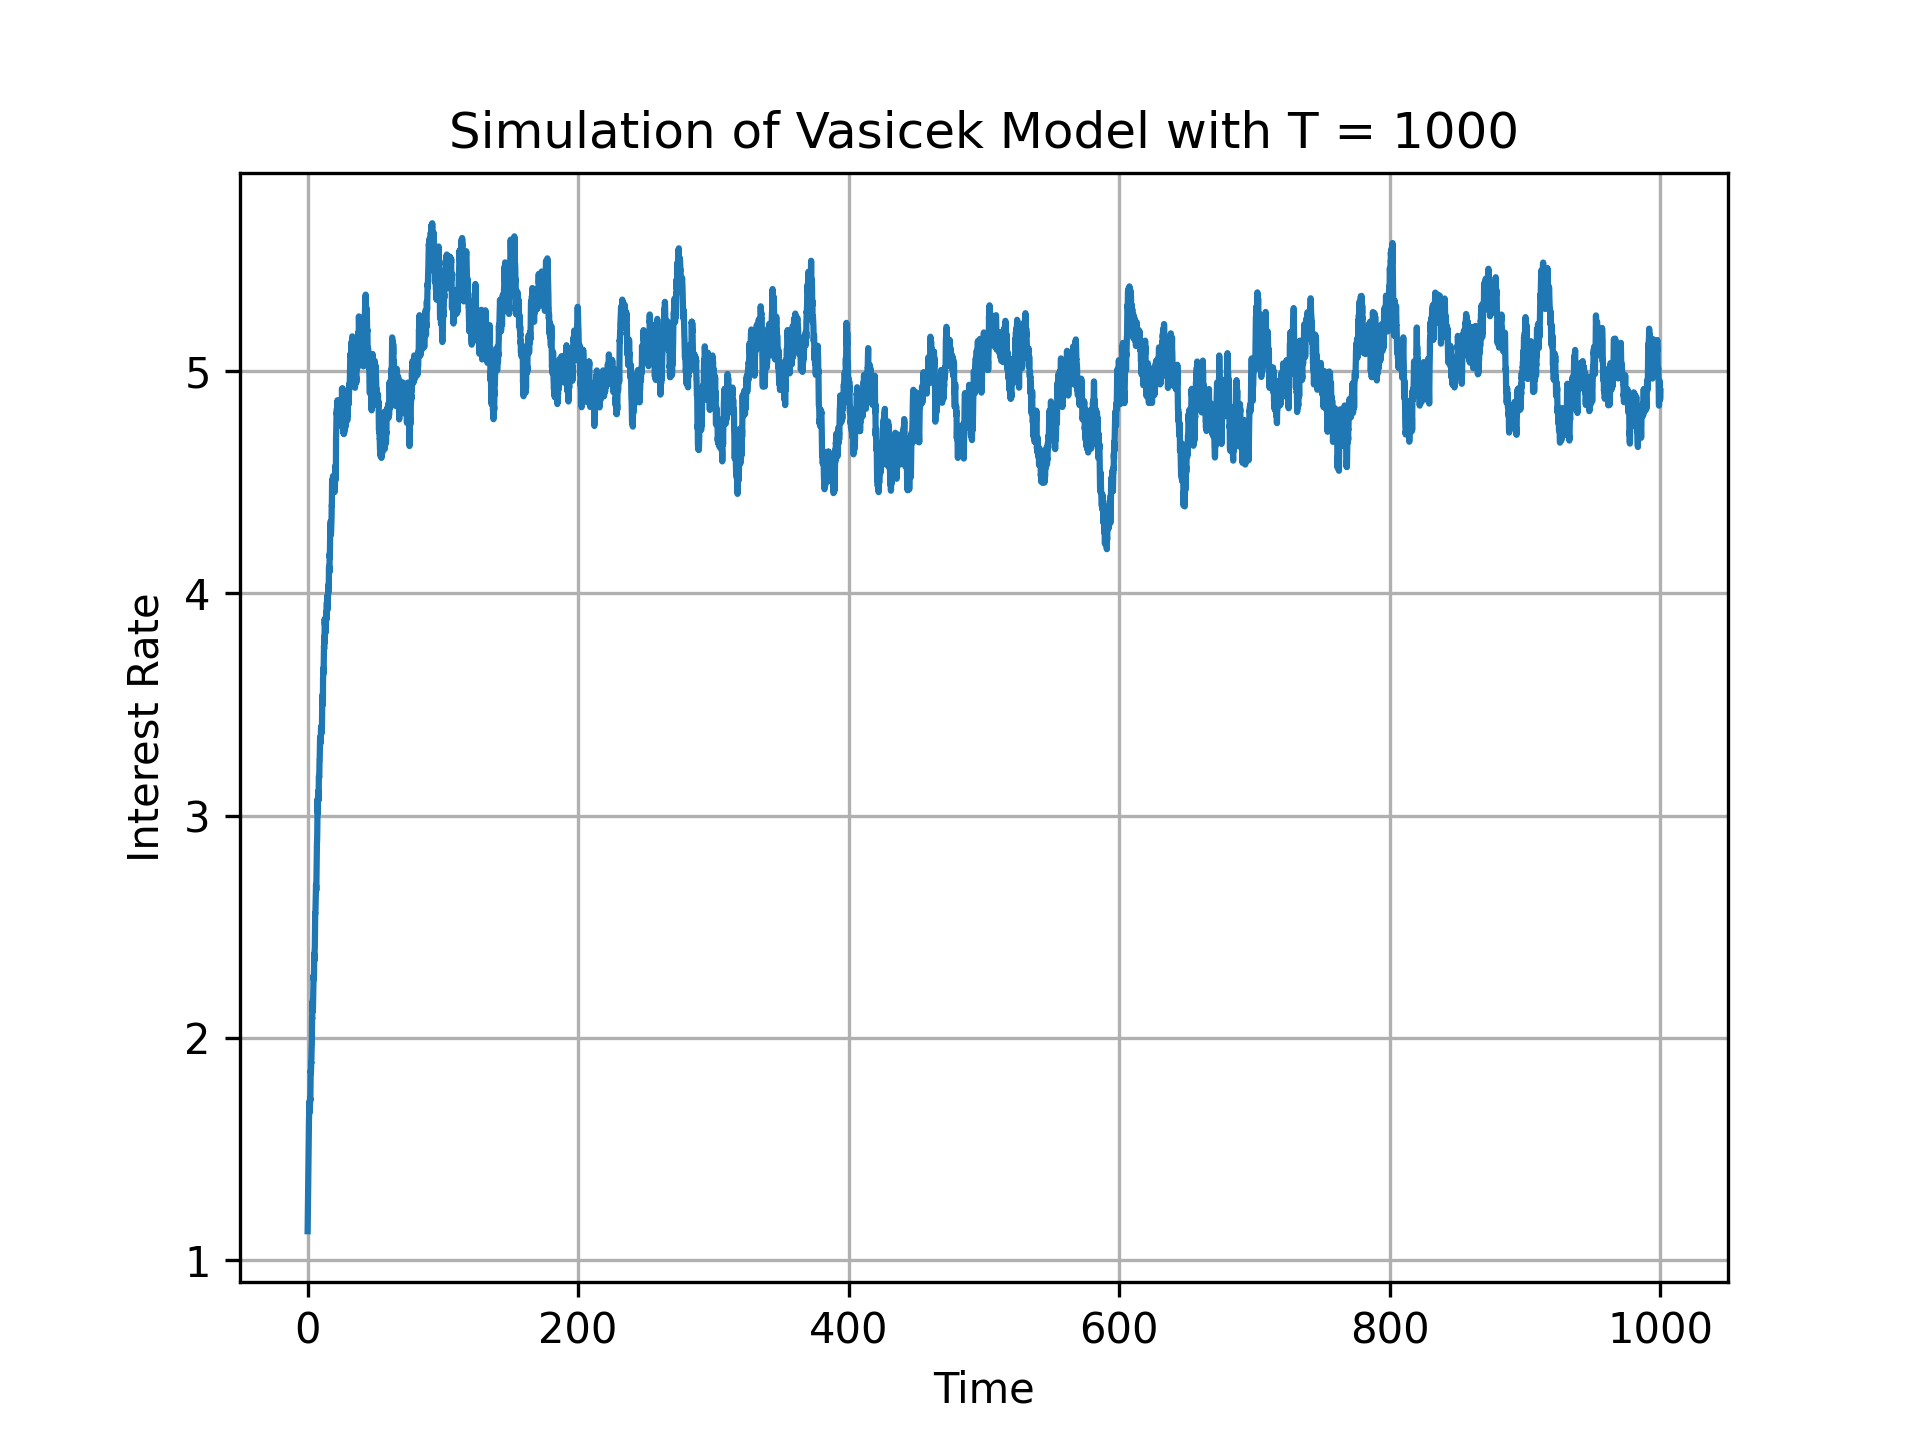 Simulation of Vasicek Model with T = 1000
Interest Rate
5
4
3
2
1
0 200 400 600 800 1000
Time